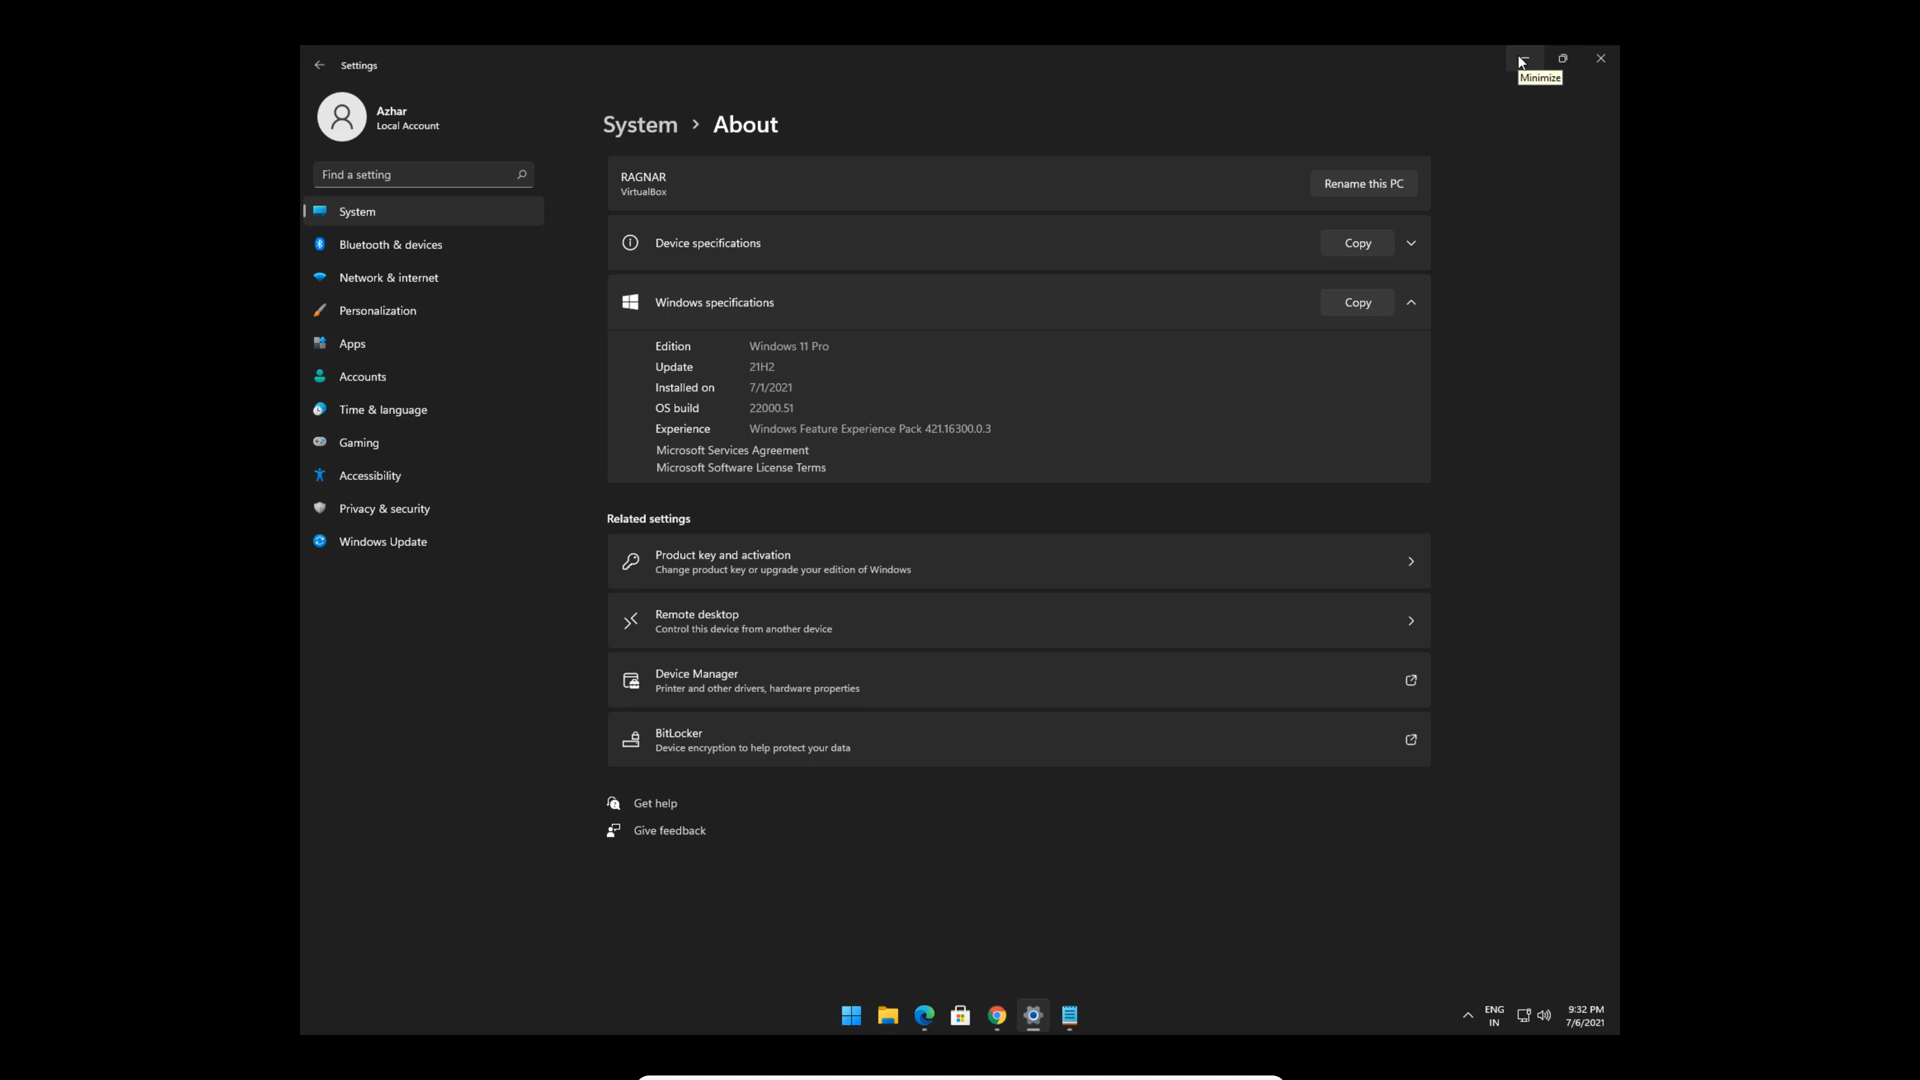 Settings
Minimize
Azhar
Local Account
Find a setting
System
Bluetooth & devices
Network & internet
Personalization
Apps
Accounts
Time & language
Gaming
Accessibility
Privacy & security
Windows Update
System > About
RAGNAR
VirtualBox
Rename this PC
Device specifications
Copy
Windows specifications
Copy
Edition Windows 11 Pro
Update 21H2
Installed on 7/1/2021
OS build 22000.51
Experience Windows Feature Experience Pack 421.16300.0.3
Microsoft Services Agreement
Microsoft Software License Terms
Related settings
Product key and activation
Change product key or upgrade your edition of Windows
Remote desktop
Control this device from another device
Device Manager
Printer and other drivers, hardware properties
BitLocker
Device encryption to help protect your data
Get help
Give feedback
ENG
IN
9:32 PM
7/6/2021